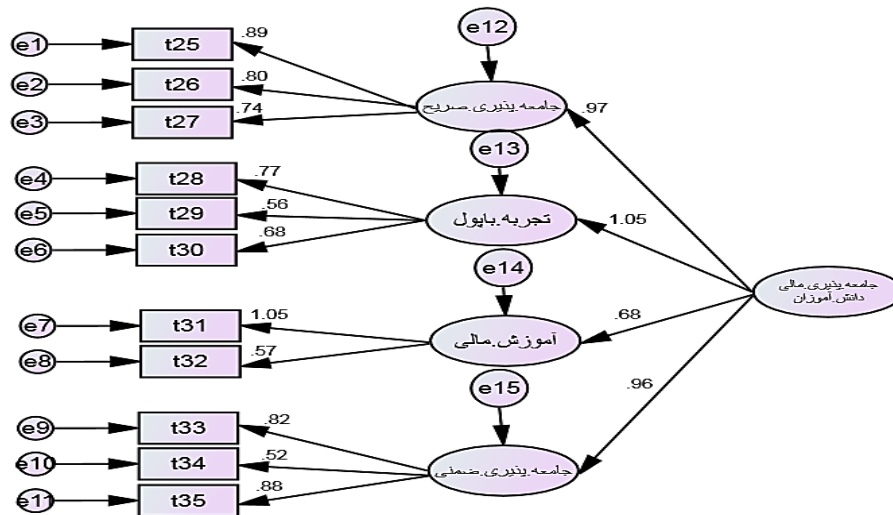 e12
e1 t25 .89
e2 t26 .80
e3 t27 .74
جامعه.پذیری.صریح
.97
e13
e4 t28 .77
e5 t29 .56
e6 t30 .68
تجربه.باپول
1.05
e14
جامعه.پذیری.مالی
دانش.آموزان
e7 t31 1.05
e8 t32 .57
آموزش.مالی
.68
e15
.96
e9 t33 .82
e10 t34 .52
e11 t35 .88
جامعه.پذیری.ضمنی